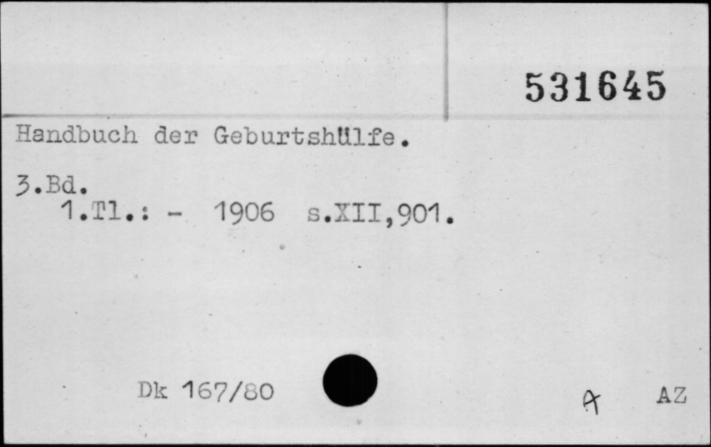 531645
Handbuch der Geburtshülfe.
3.Bd.
1.Tl.: - 1906 s.XII,901.
Dk 167/80
AZ